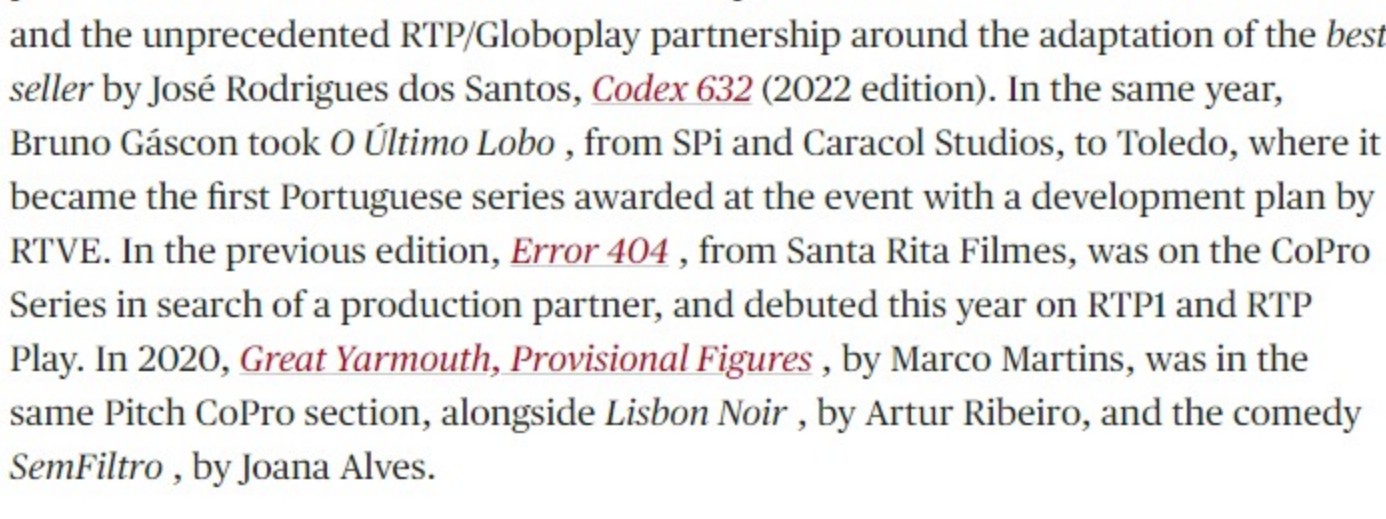 and the unprecedented RTP/Globoplay partnership around the adaptation of the best
seller by José Rodrigues dos Santos, Codex 632 (2022 edition). In the same year,
Bruno Gáscon took O Último Lobo , from SPi and Caracol Studios, to Toledo, where it
became the first Portuguese series awarded at the event with a development plan by
RTVE. In the previous edition, Error 404 , from Santa Rita Filmes, was on the CoPro
Series in search of a production partner, and debuted this year on RTP1 and RTP
Play. In 2020, Great Yarmouth, Provisional Figures , by Marco Martins, was in the
same Pitch CoPro section, alongside Lisbon Noir , by Artur Ribeiro, and the comedy
SemFiltro , by Joana Alves.